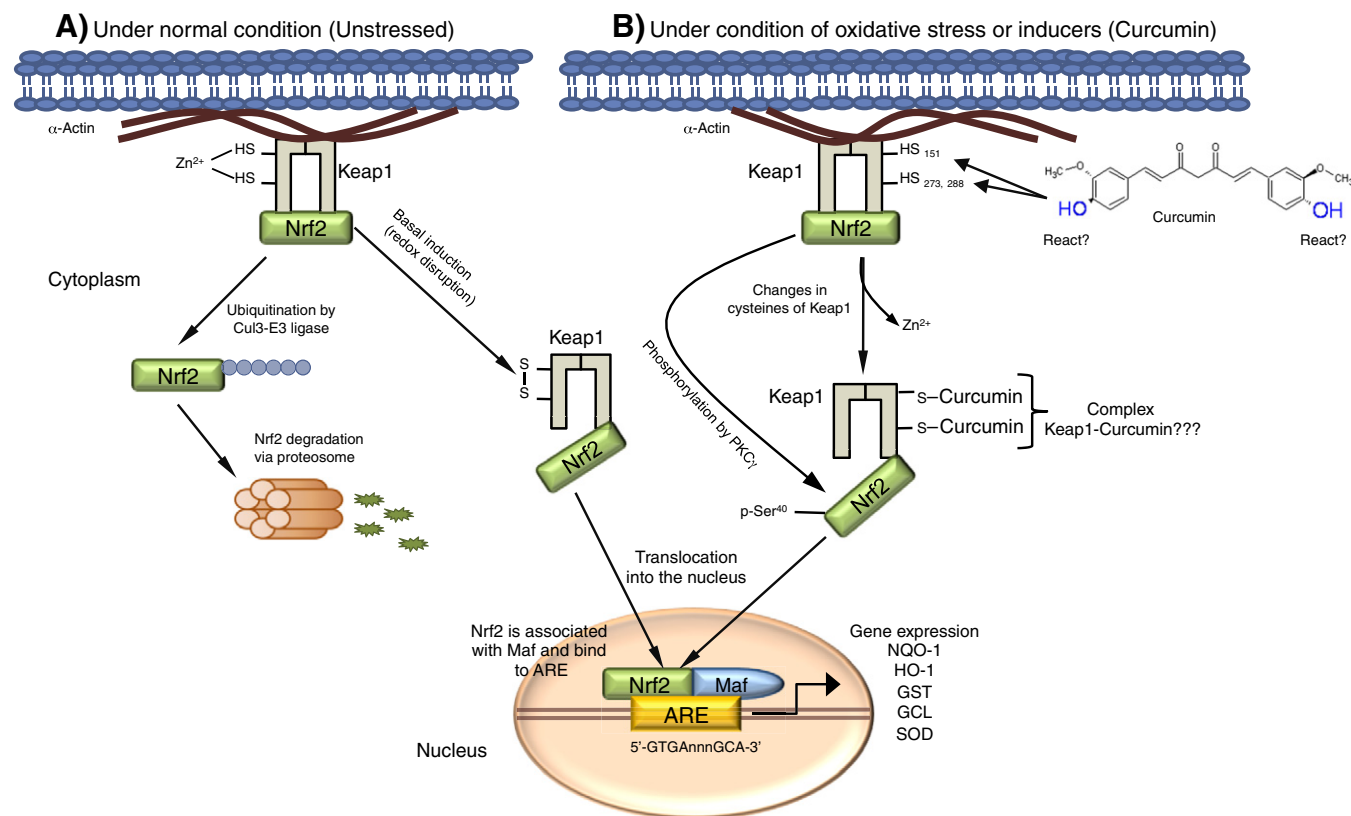 A) Under normal condition (Unstressed)
α-Actin
Zn2+
HS
HS
Keap1
Nrf2
Cytoplasm
Basal induction
(redox disruption)
Ubiquitination by
Cul3-E3 ligase
Nrf2
Nrf2 degradation
via proteosome
Keap1
S
S
Nrf2
B) Under condition of oxidative stress or inducers (Curcumin)
α-Actin
Keap1
HS 151
HS 273, 288
Nrf2
O
O
H3C
O
O
CH3
HO
OH
Curcumin
React?
React?
Changes in
cysteines of Keap1
Zn2+
Phosphorylation by PKCγ
Keap1
S–Curcumin
S–Curcumin
Complex
Keap1-Curcumin???
Nrf2
p-Ser40
Translocation
into the nucleus
Nrf2 is associated
with Maf and bind
to ARE
Nrf2
Maf
ARE
5'-GTGAnnnGCA-3'
Nucleus
Gene expression
NQO-1
HO-1
GST
GCL
SOD